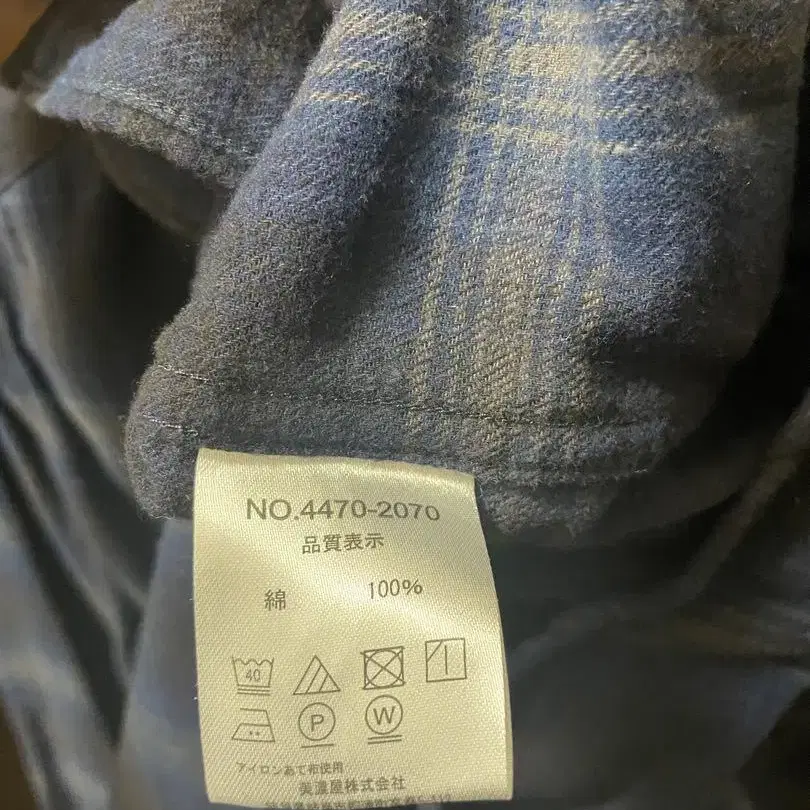 NO.4470-2070
品質表示
綿 100%
40
P W
アイロンあて布使用
美濃屋株式会社